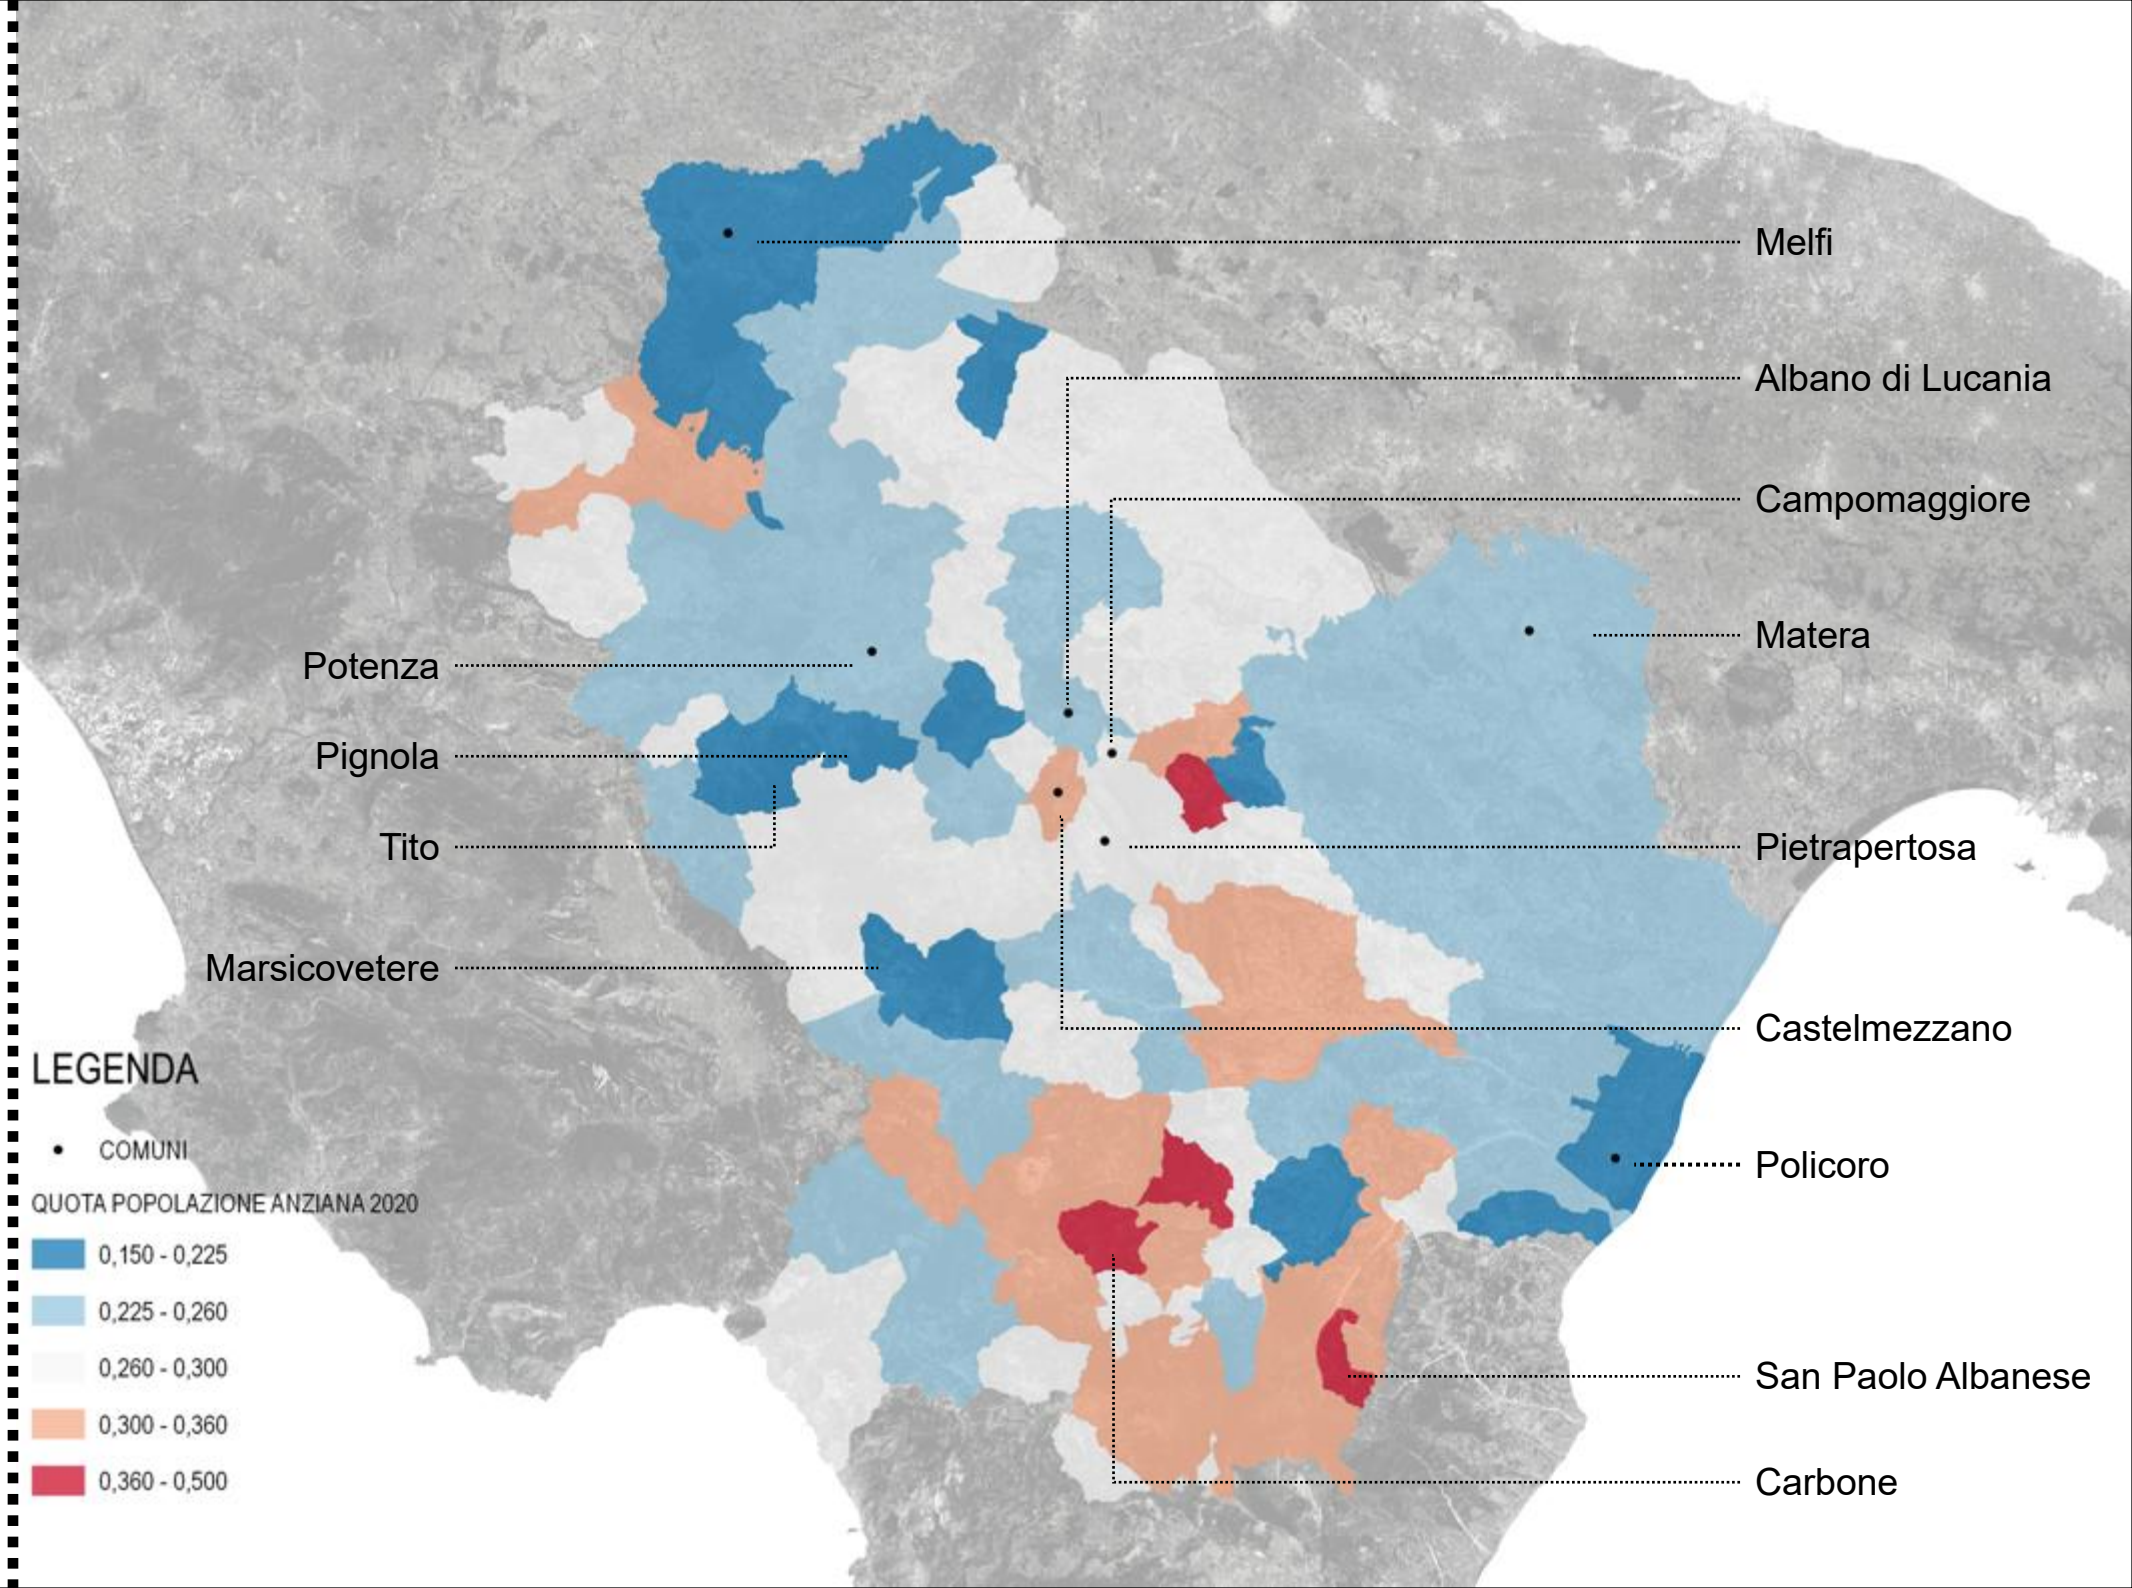 Melfi
Albano di Lucania
Campomaggiore
Matera
Potenza
Pignola
Tito
Pietrapertosa
Marsicovetere
Castelmezzano
Policoro
San Paolo Albanese
Carbone
LEGENDA
COMUNI
QUOTA POPOLAZIONE ANZIANA 2020
0,150 - 0,225
0,225 - 0,260
0,260 - 0,300
0,300 - 0,360
0,360 - 0,500